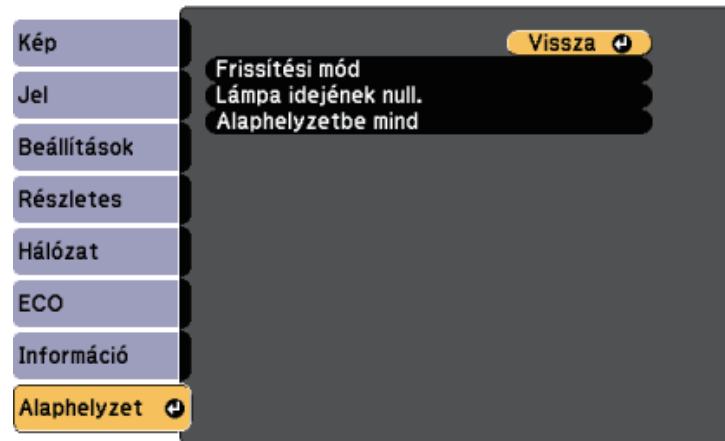 Kép
Jel
Beállítások
Részletes
Hálózat
ECO
Információ
Alaphelyzet
Vissza
Frissítési mód
Lámpa idejének null.
Alaphelyzetbe mind